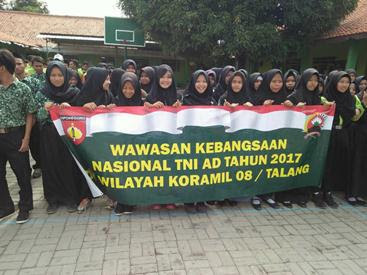 WAWASAN KEBANGSAAN
NASIONAL TNI AD TAHUN 2017
WILAYAH KORAMIL 08 / TALANG